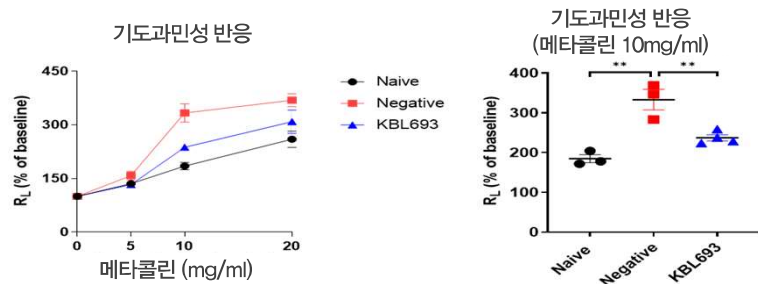 기도과민성 반응
450
300
150
0
R_L (% of baseline)
0 5 10 20
메타콜린 (mg/ml)
Naive
Negative
KBL693
기도과민성 반응
(메타콜린 10mg/ml)
** **
400
300
200
100
0
R_L (% of baseline)
Naive
Negative
KBL693